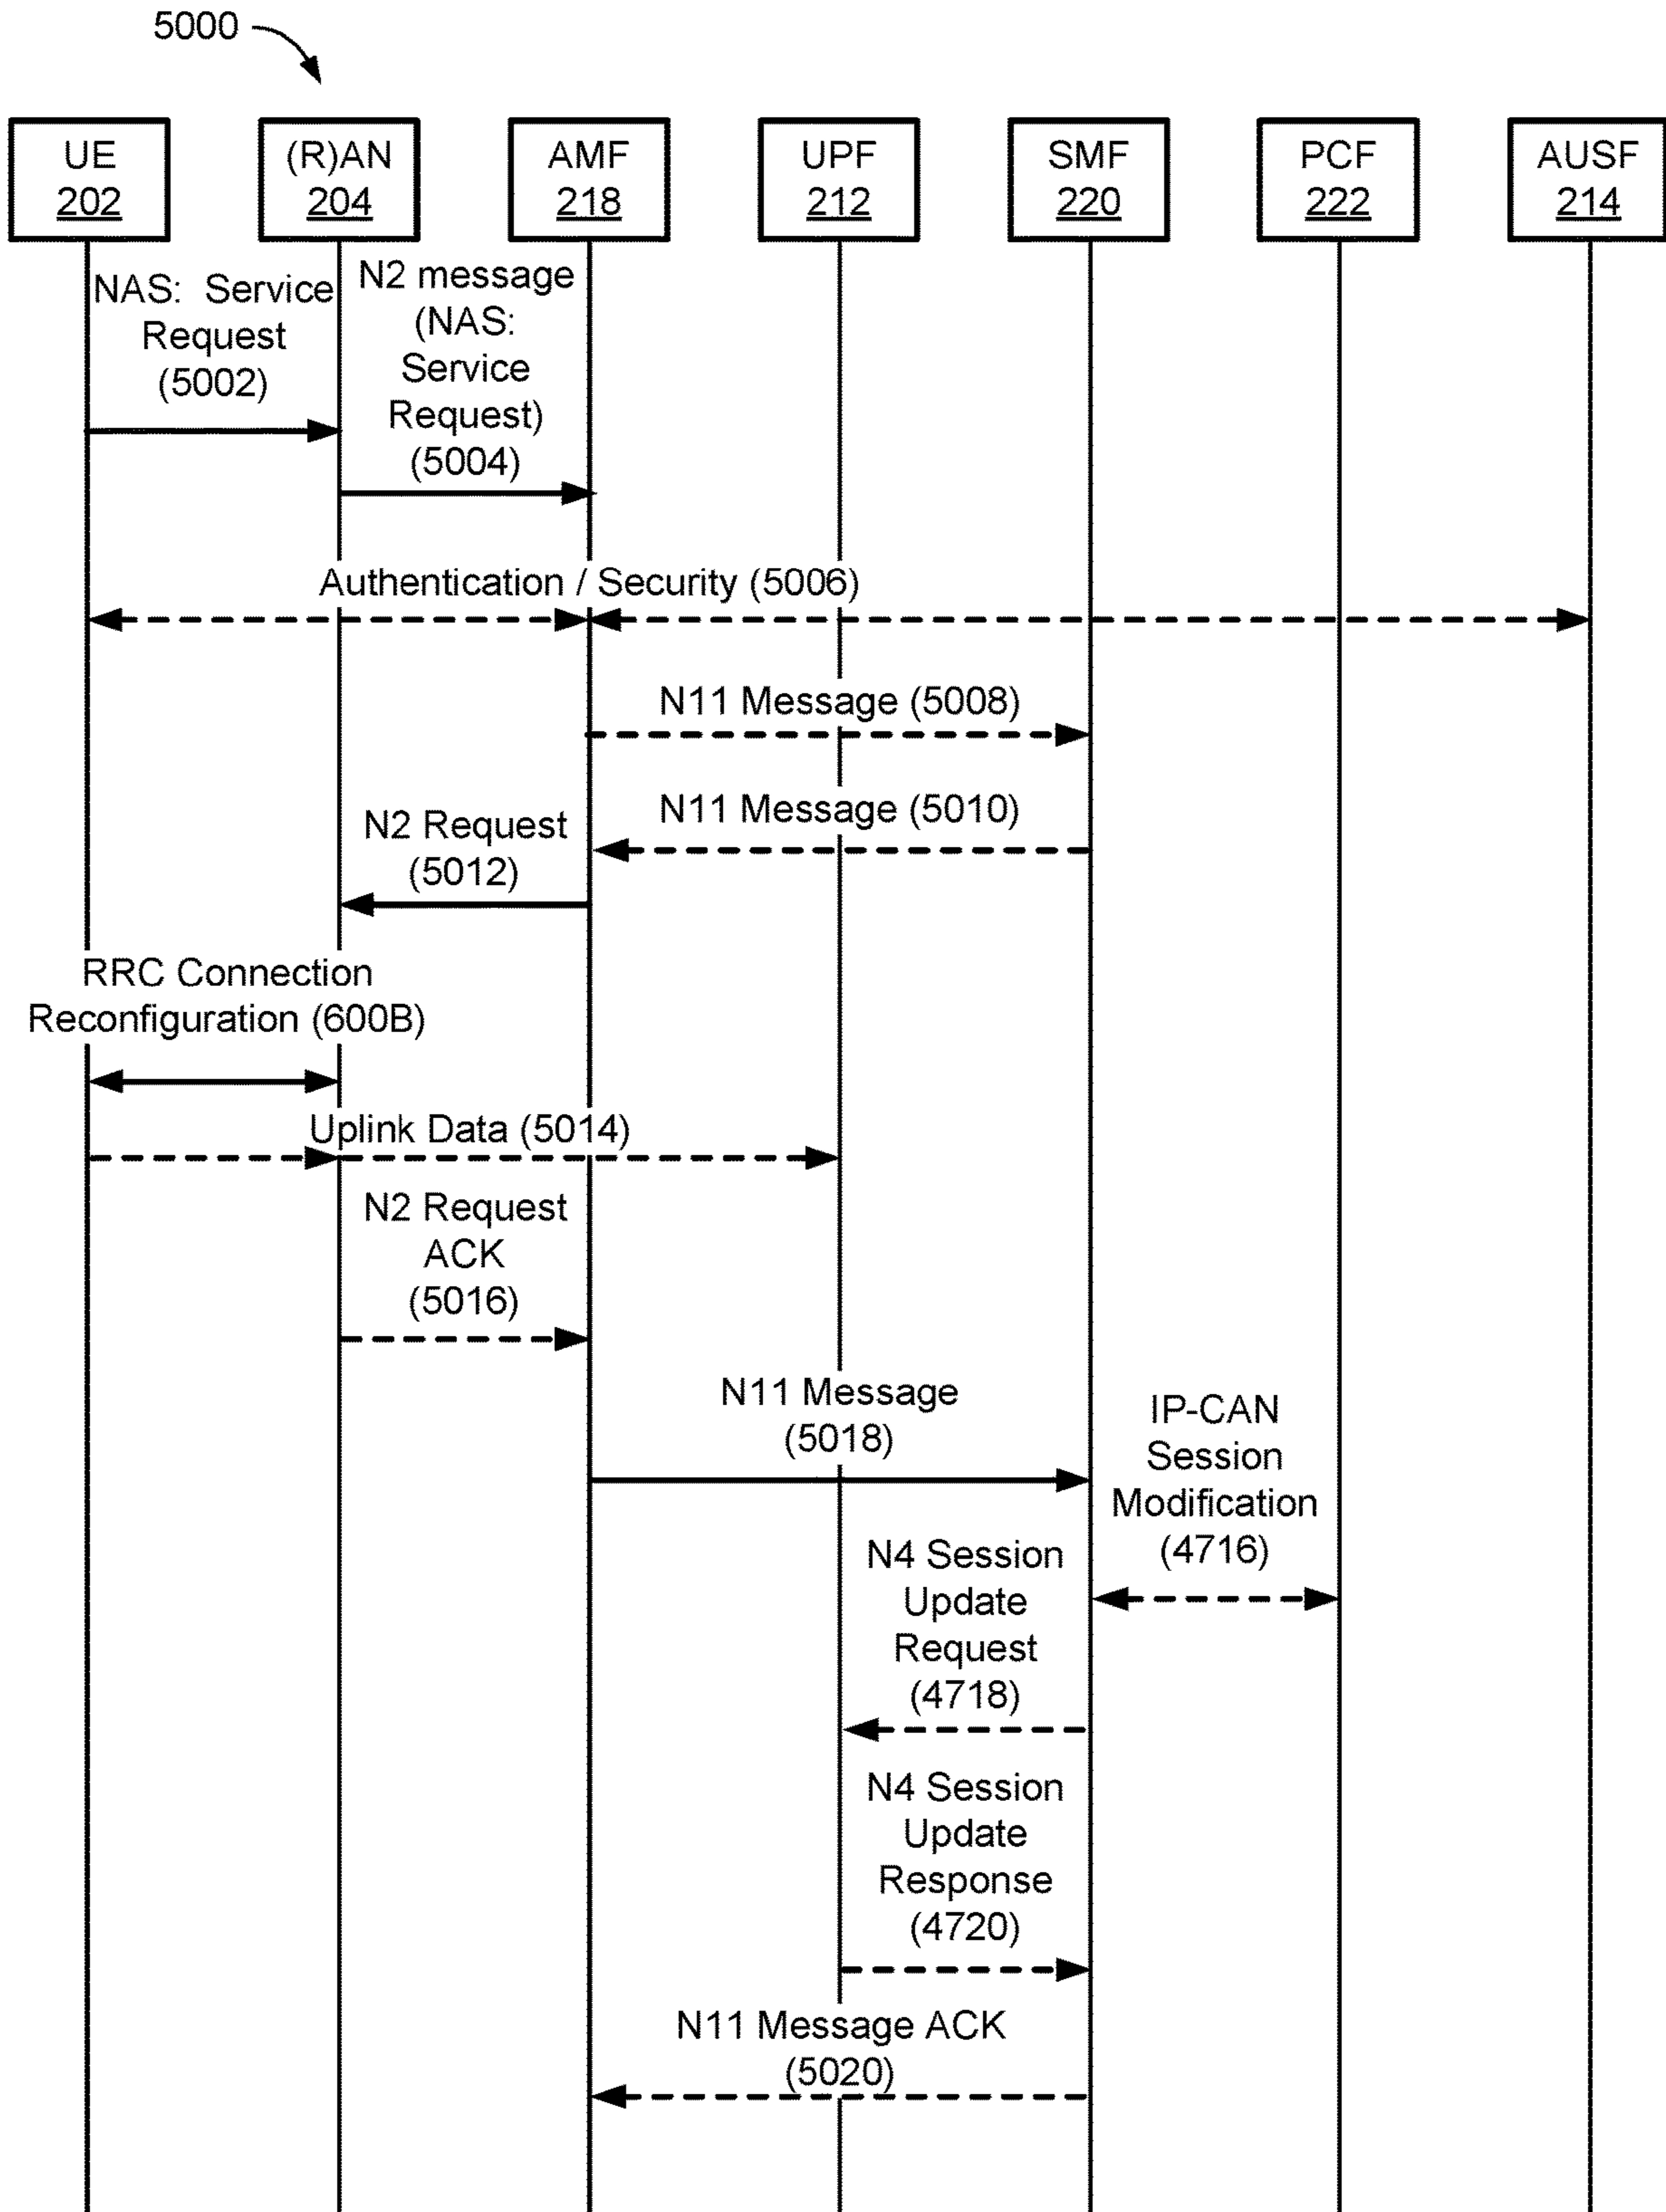 5000
UE
202
(R)AN
204
AMF
218
UPF
212
SMF
220
PCF
222
AUSF
214
NAS: Service
Request
(5002)
N2 message
(NAS:
Service
Request)
(5004)
Authentication / Security (5006)
N11 Message (5008)
N11 Message (5010)
N2 Request
(5012)
RRC Connection
Reconfiguration (600B)
Uplink Data (5014)
N2 Request
ACK
(5016)
N11 Message
(5018)
IP-CAN
Session
Modification
(4716)
N4 Session
Update
Request
(4718)
N4 Session
Update
Response
(4720)
N11 Message ACK
(5020)